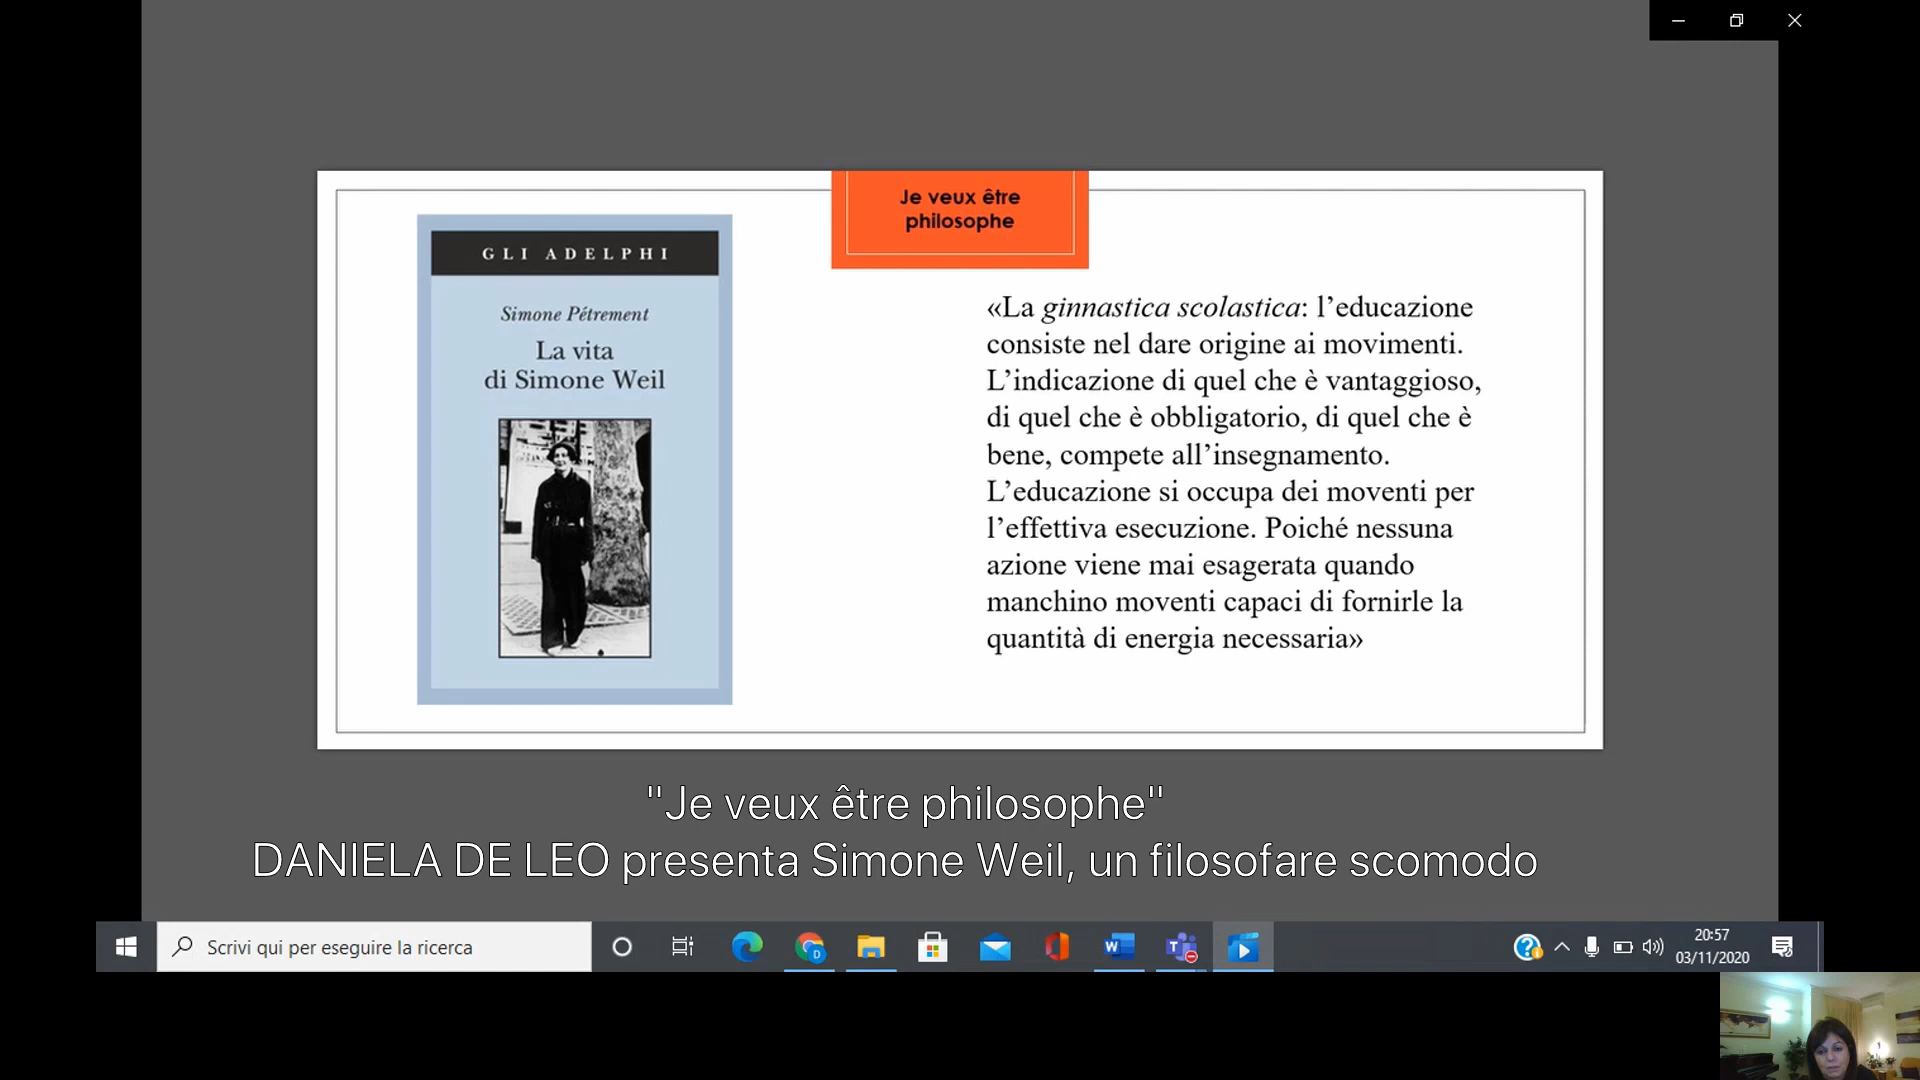 Je veux être
philosophe
GLI ADELPHI
Simone Pétrement
La vita
di Simone Weil
«La ginnastica scolastica: l’educazione
consiste nel dare origine ai movimenti.
L’indicazione di quel che è vantaggioso,
di quel che è obbligatorio, di quel che è
bene, compete all’insegnamento.
L’educazione si occupa dei moventi per
l’effettiva esecuzione. Poiché nessuna
azione viene mai esagerata quando
manchino moventi capaci di fornirle la
quantità di energia necessaria»
"Je veux être philosophe"
DANIELA DE LEO presenta Simone Weil, un filosofare scomodo
Scrivi qui per eseguire la ricerca
20:57
03/11/2020